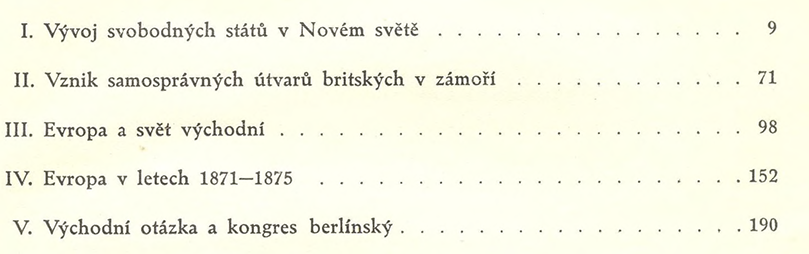 I. Vývoj svobodných států v Novém světě . . . . . . . . . . . . . . . . 9
II. Vznik samosprávných útvarů britských v zámoří . . . . . . . . . . . . 71
III. Evropa a svět východní . . . . . . . . . . . . . . . . . . . . . . . . 98
IV. Evropa v letech 1871—1875 . . . . . . . . . . . . . . . . . . . . . . 152
V. Východní otázka a kongres berlínský . . . . . . . . . . . . . . . . . . 190